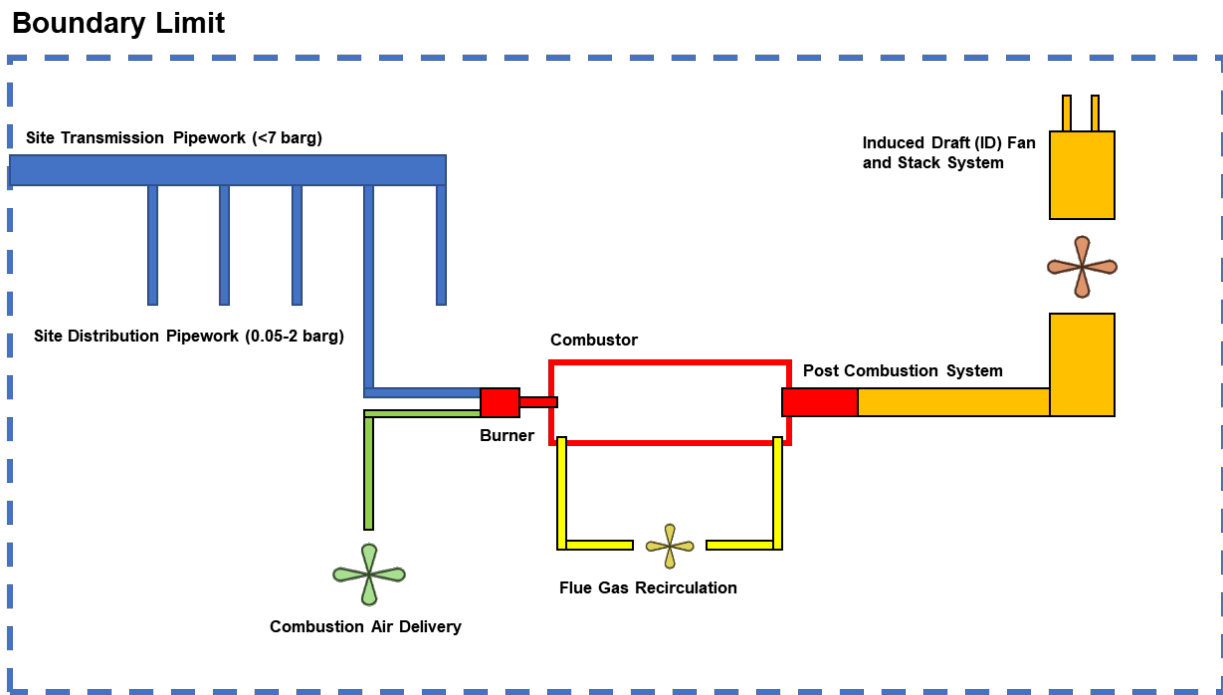 Boundary Limit
Site Transmission Pipework (<7 barg)
Induced Draft (ID) Fan
and Stack System
Site Distribution Pipework (0.05-2 barg)
Combustor
Post Combustion System
Burner
Flue Gas Recirculation
Combustion Air Delivery